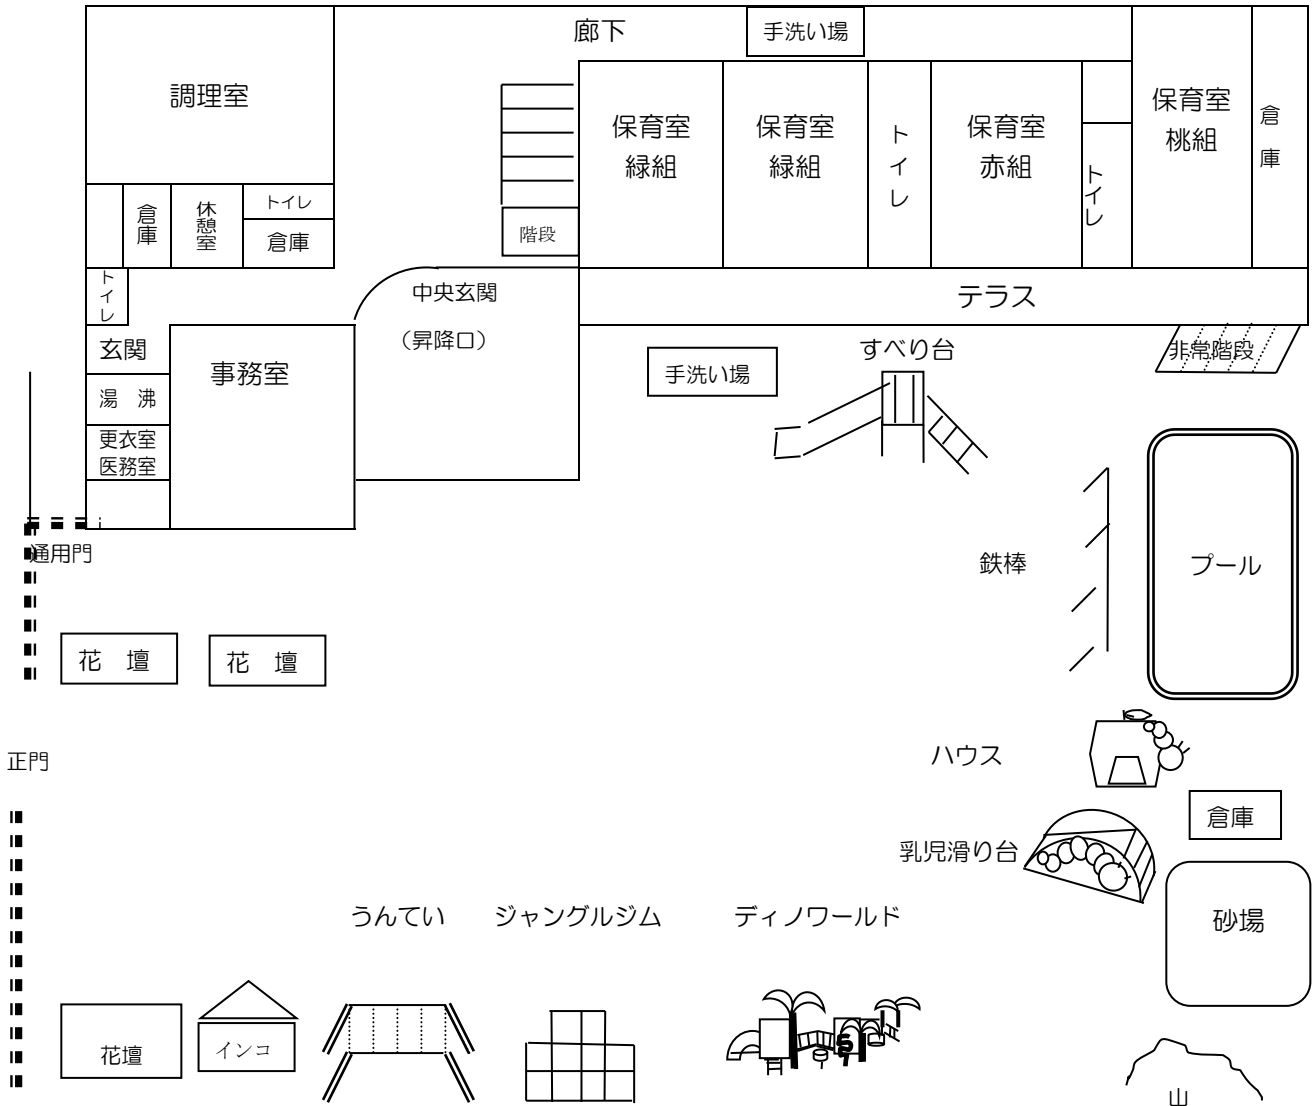 廊下
手洗い場
調理室
保育室
緑組
保育室
緑組
トイレ
保育室
赤組
トイレ
保育室
桃組
倉庫
倉庫
休憩室
トイレ
倉庫
階段
トイレ
中央玄関
（昇降口）
テラス
玄関
事務室
湯　沸
更衣室
医務室
手洗い場
すべり台
非常階段
通用門
鉄棒
プール
花　壇
花　壇
正門
ハウス
倉庫
乳児滑り台
砂場
うんてい
ジャングルジム
ディノワールド
花壇
インコ
山